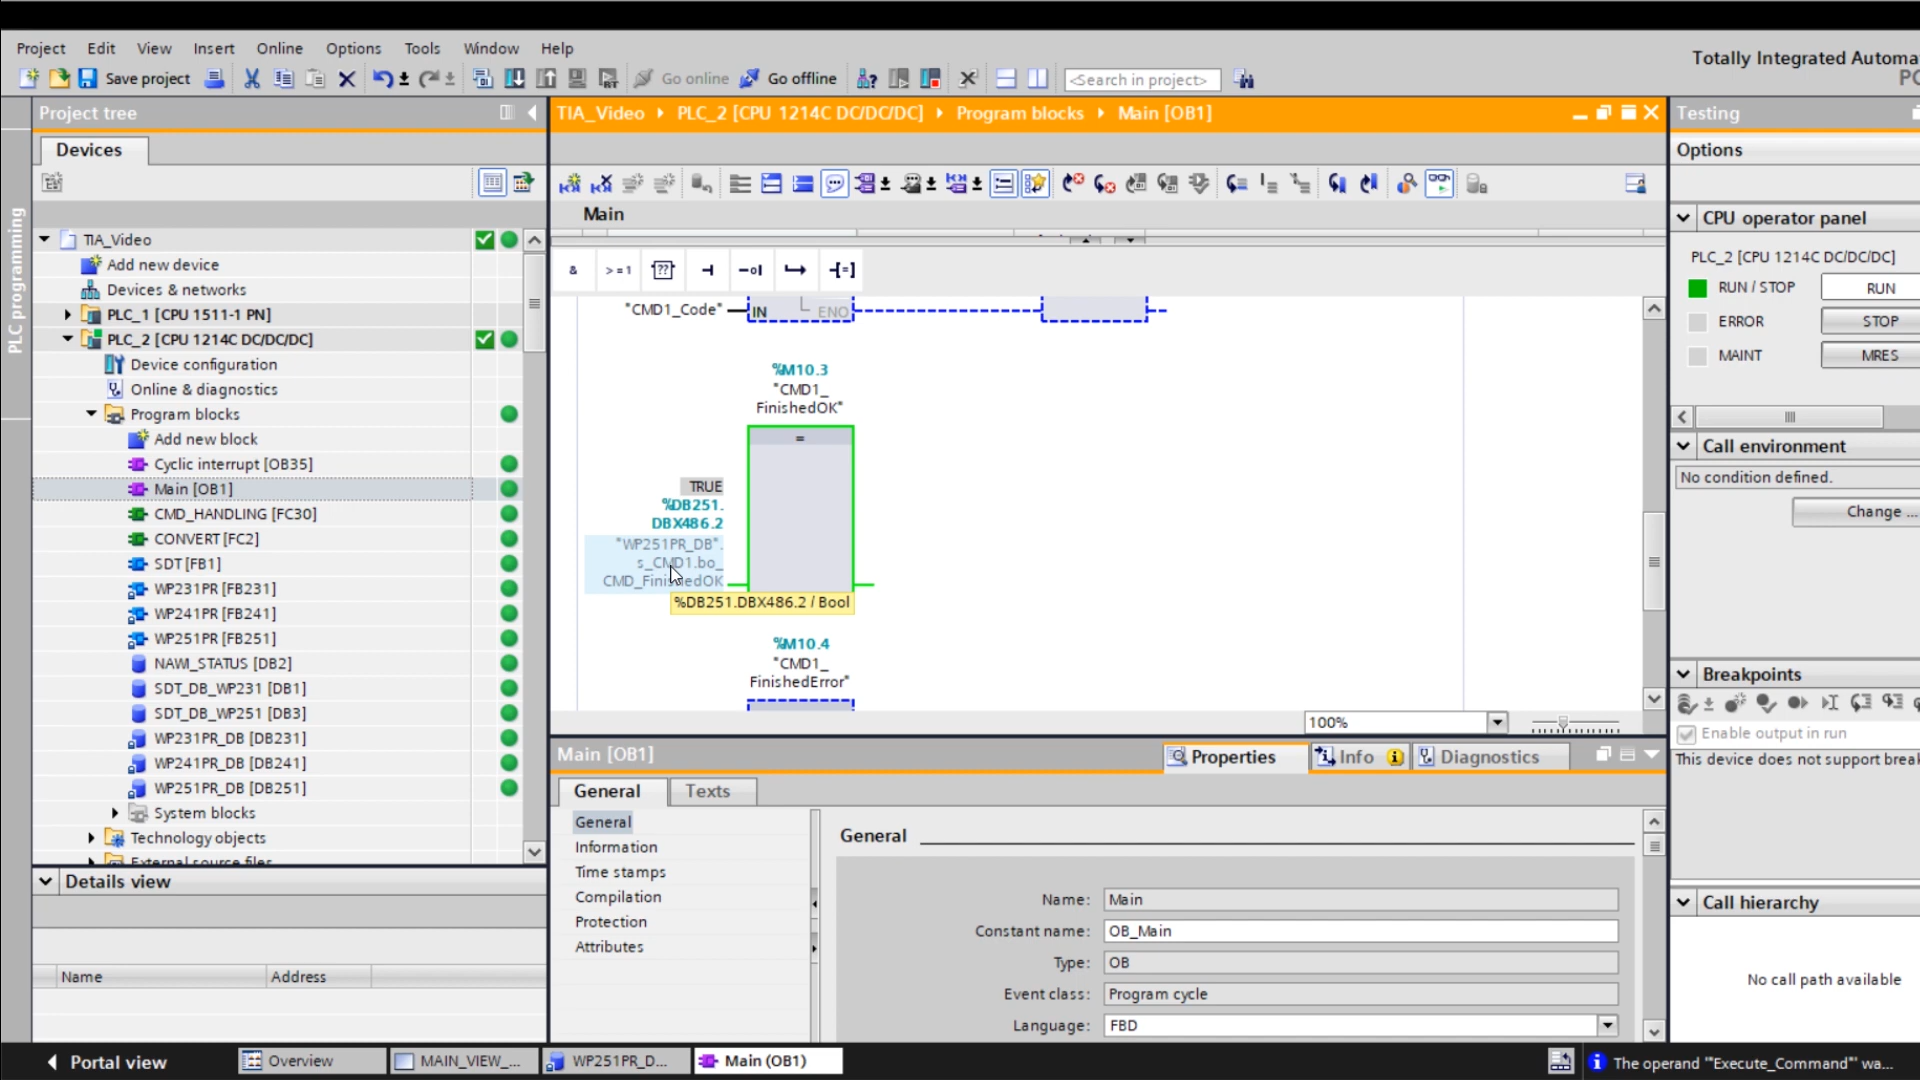 Project Edit View Insert Online Options Tools Window Help
Totally Integrated Automa
PO
Save project
Go online
Go offline
<Search in project>
PLC programming
Project tree
Devices
TIA_Video
Add new device
Devices & networks
PLC_1 [CPU 1511-1 PN]
PLC_2 [CPU 1214C DC/DC/DC]
Device configuration
Online & diagnostics
Program blocks
Add new block
Cyclic interrupt [OB35]
Main [OB1]
CMD_HANDLING [FC30]
CONVERT [FC2]
SDT [FB1]
WP231PR [FB231]
WP241PR [FB241]
WP251PR [FB251]
NAWI_STATUS [DB2]
SDT_DB_WP231 [DB1]
SDT_DB_WP251 [DB3]
WP231PR_DB [DB231]
WP241PR_DB [DB241]
WP251PR_DB [DB251]
System blocks
Technology objects
External source files
Details view
Name Address
TIA_Video PLC_2 [CPU 1214C DC/DC/DC] Program blocks Main [OB1]
Main
& >=1 [??] ⊣ -o| ↦ -[=]
"CMD1_Code" IN ENO
%M10.3
"CMD1_
FinishedOK"
=
TRUE
%DB251.
DBX486.2
"WP251PR_DB".
s_CMD1.bo_
CMD_FinishedOK
%DB251.DBX486.2 / Bool
%M10.4
"CMD1_
FinishedError"
100%
Main [OB1]
Properties
Info
Diagnostics
General
Texts
General
Information
Time stamps
Compilation
Protection
Attributes
General
Name: Main
Constant name: OB_Main
Type: OB
Event class: Program cycle
Language: FBD
Testing
Options
CPU operator panel
PLC_2 [CPU 1214C DC/DC/DC]
RUN / STOP RUN
ERROR STOP
MAINT MRES
Call environment
No condition defined.
Change ...
Breakpoints
Enable output in run
This device does not support break
Call hierarchy
No call path available
Portal view
Overview
MAIN_VIEW_...
WP251PR_D...
Main (OB1)
The operand '"Execute_Command"' wa...